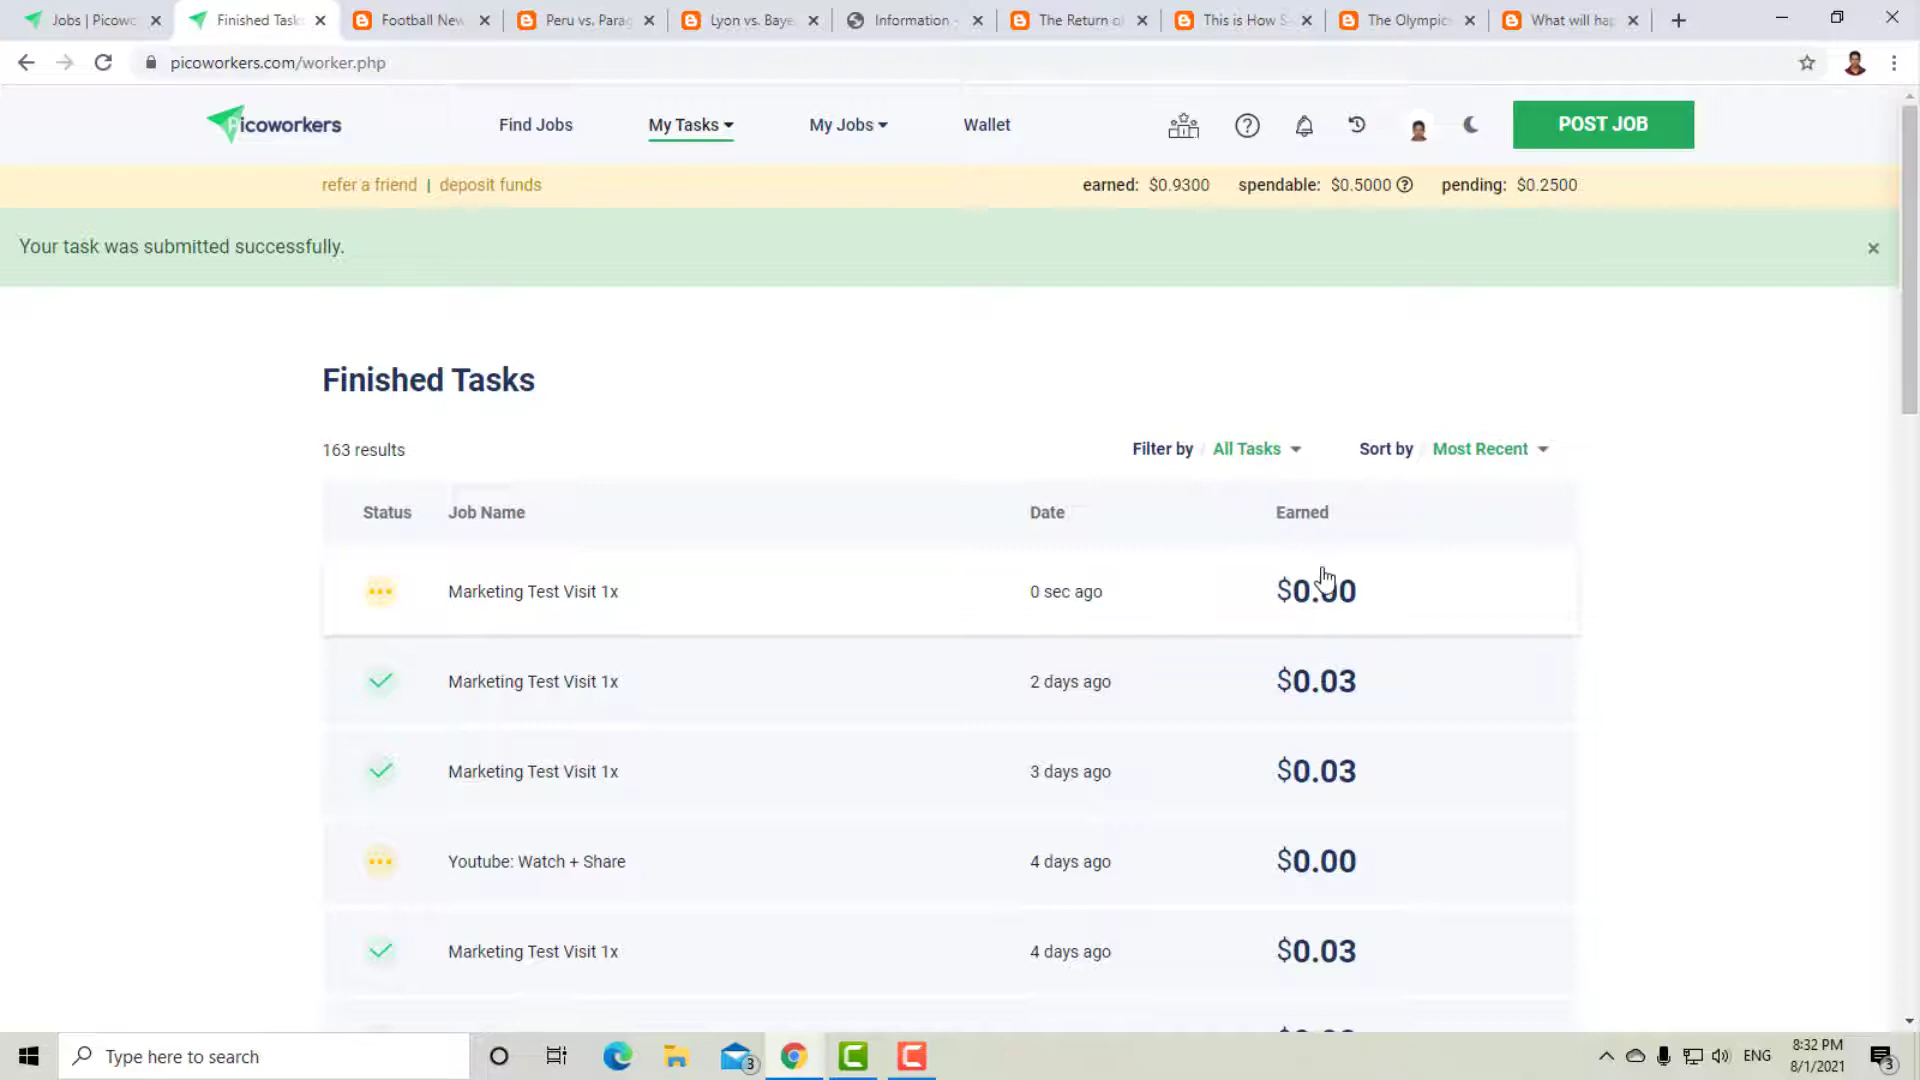 Jobs | Picowo
Finished Task
Football New
Peru vs. Parag
Lyon vs. Baye
Information -
The Return o
This is How S
The Olympic
What will hap
picoworkers.com/worker.php
Picoworkers
Find Jobs
My Tasks
My Jobs
Wallet
POST JOB
refer a friend | deposit funds
earned: $0.9300 spendable: $0.5000 pending: $0.2500
Your task was submitted successfully.
Finished Tasks
163 results
Filter by All Tasks
Sort by Most Recent
Status Job Name Date Earned
Marketing Test Visit 1x 0 sec ago $0.00
Marketing Test Visit 1x 2 days ago $0.03
Marketing Test Visit 1x 3 days ago $0.03
Youtube: Watch + Share 4 days ago $0.00
Marketing Test Visit 1x 4 days ago $0.03
Type here to search
3
ENG
8:32 PM
8/1/2021
3